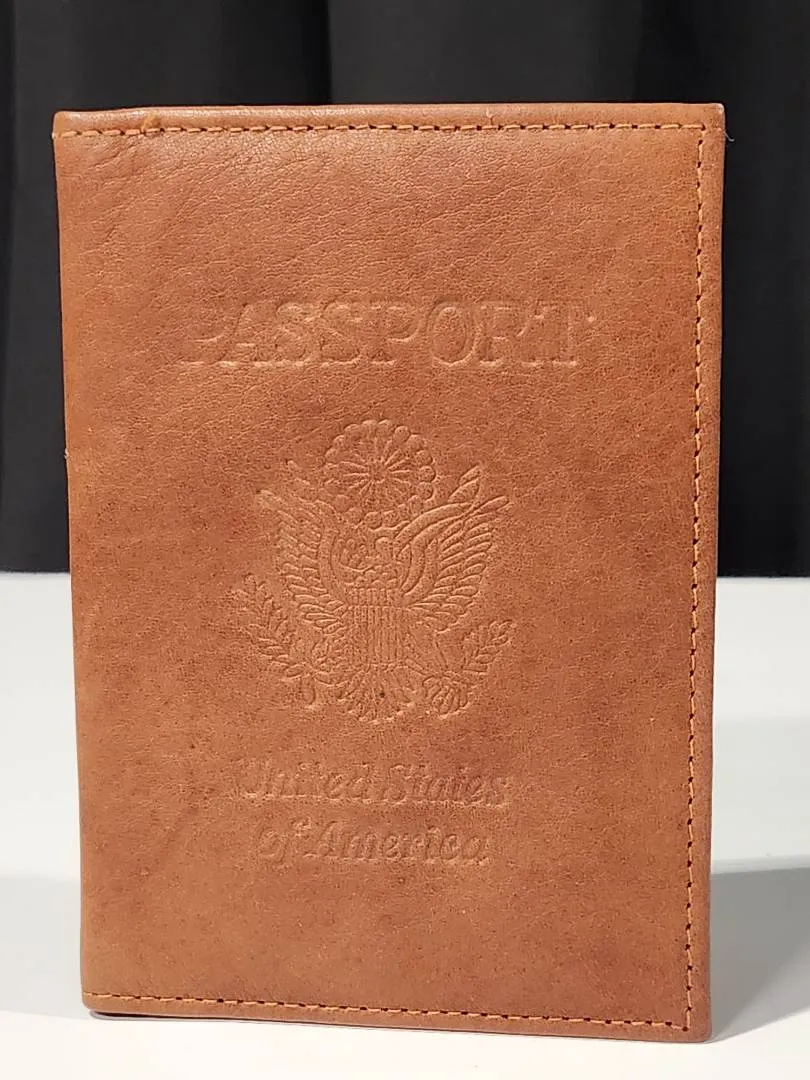 PASSPORT
United States
of America